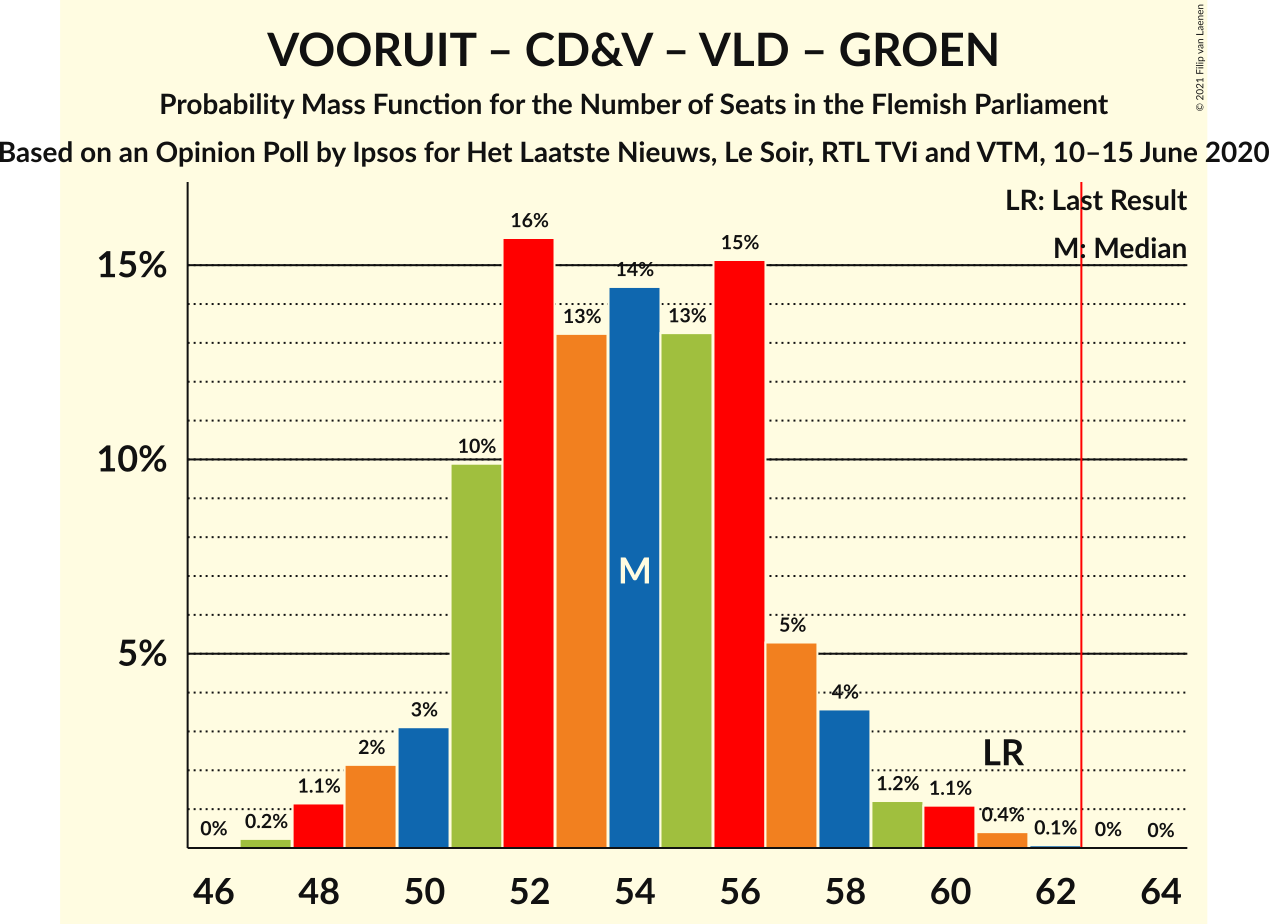 VOORUIT – CD&V – VLD – GROEN
Probability Mass Function for the Number of Seats in the Flemish Parliament
Based on an Opinion Poll by Ipsos for Het Laatste Nieuws, Le Soir, RTL TVi and VTM, 10–15 June 2020
© 2021 Filip van Laenen
LR: Last Result
M: Median
15%
10%
5%
0%
0.2%
1.1%
2%
3%
10%
16%
13%
14%
13%
15%
5%
4%
1.2%
1.1%
0.4%
0.1%
0%
0%
M
LR
46 48 50 52 54 56 58 60 62 64